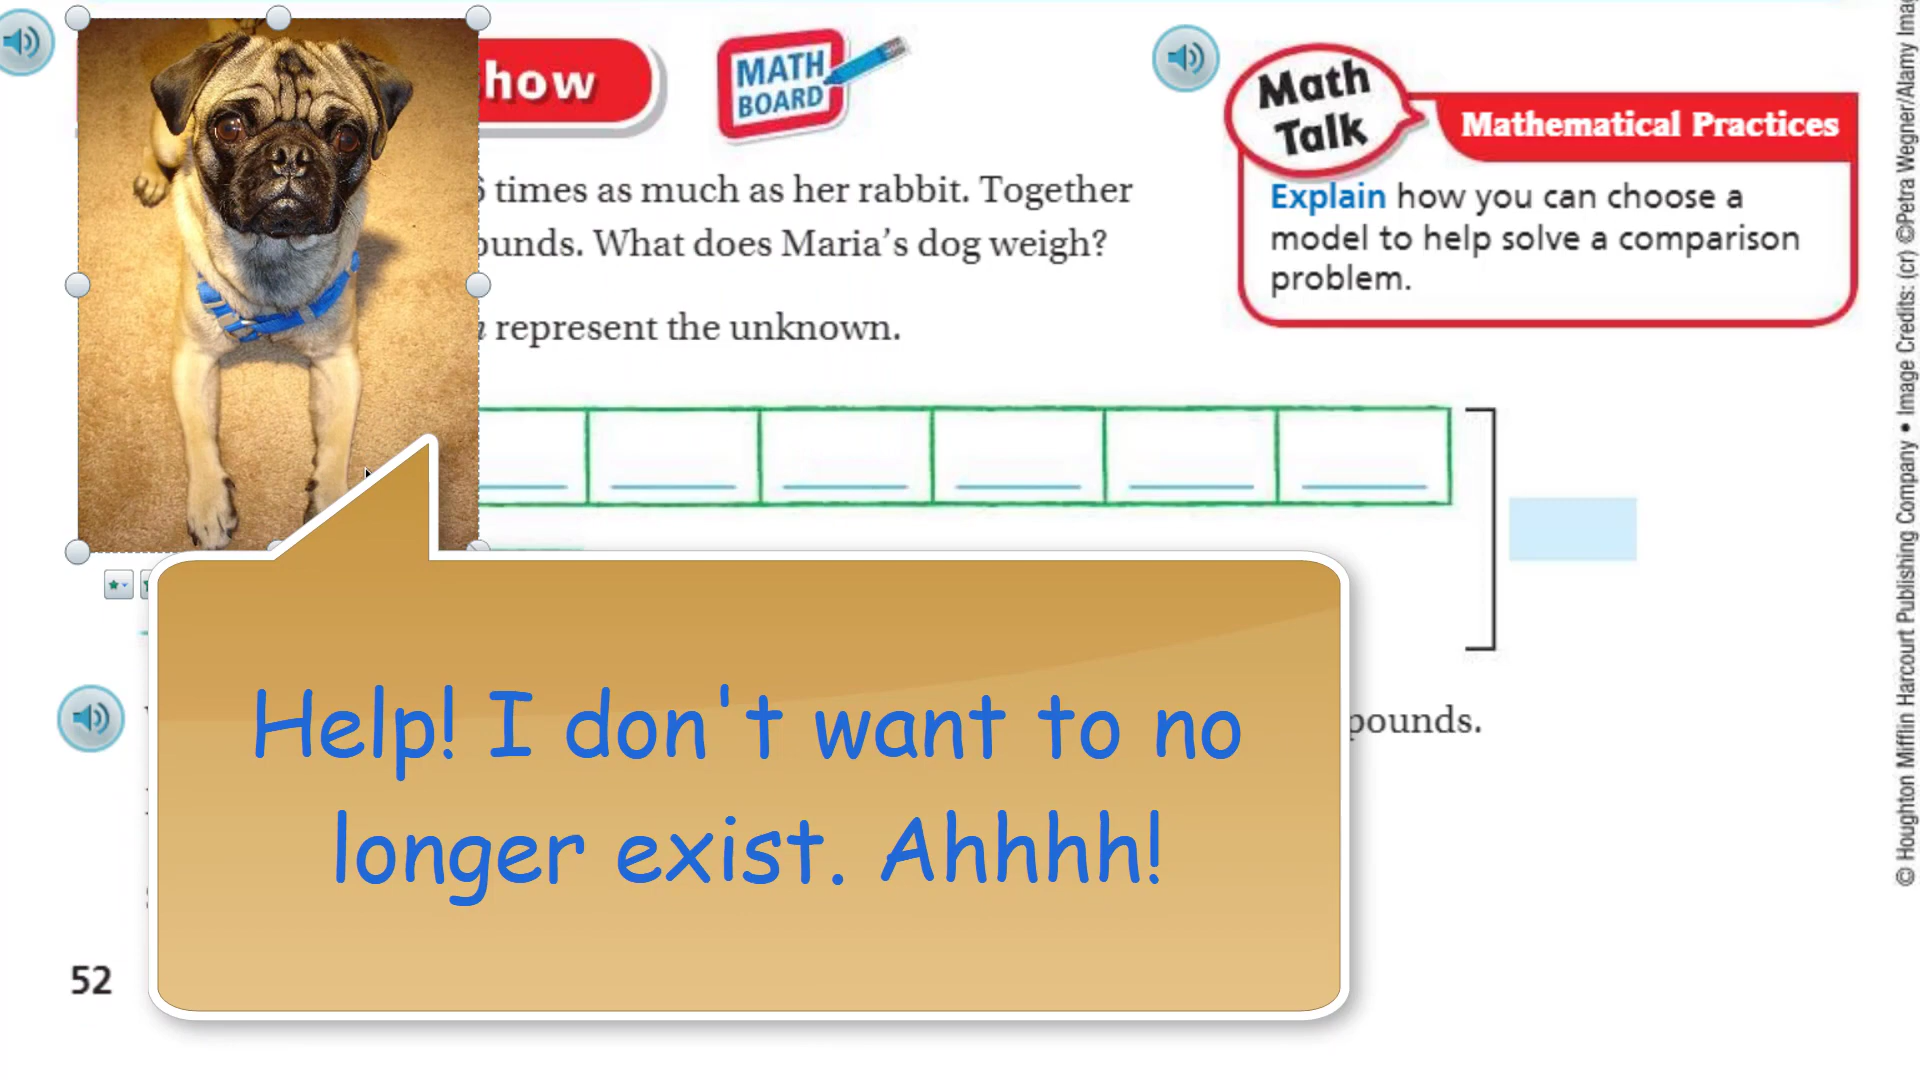 how
MATH
BOARD
Math
Talk
Mathematical Practices
Explain how you can choose a
model to help solve a comparison
problem.
6 times as much as her rabbit. Together
ounds. What does Maria's dog weigh?
n represent the unknown.
Help! I don't want to no
longer exist. Ahhhh!
pounds.
52
© Houghton Mifflin Harcourt Publishing Company • Image Credits: (cr) ©Petra Wegner/Alamy